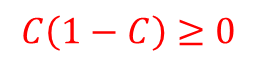 C(1 − C) ≥ 0